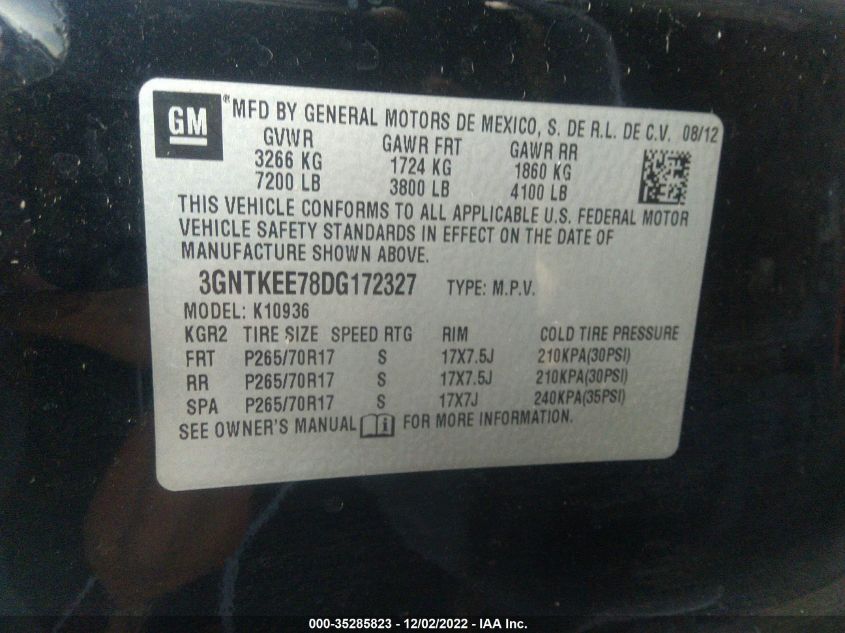 GM ® MFD BY GENERAL MOTORS DE MEXICO, S. DE R.L. DE C.V. 08/12
GVWR GAWR FRT GAWR RR
3266 KG 1724 KG 1860 KG
7200 LB 3800 LB 4100 LB
THIS VEHICLE CONFORMS TO ALL APPLICABLE U.S. FEDERAL MOTOR
VEHICLE SAFETY STANDARDS IN EFFECT ON THE DATE OF
MANUFACTURE SHOWN ABOVE.
3GNTKEE78DG172327 TYPE: M.P.V.
MODEL: K10936
KGR2 TIRE SIZE SPEED RTG RIM COLD TIRE PRESSURE
FRT P265/70R17 S 17X7.5J 210KPA(30PSI)
RR P265/70R17 S 17X7.5J 210KPA(30PSI)
SPA P265/70R17 S 17X7J 240KPA(35PSI)
SEE OWNER'S MANUAL FOR MORE INFORMATION.
000-35285823 - 12/02/2022 - IAA Inc.